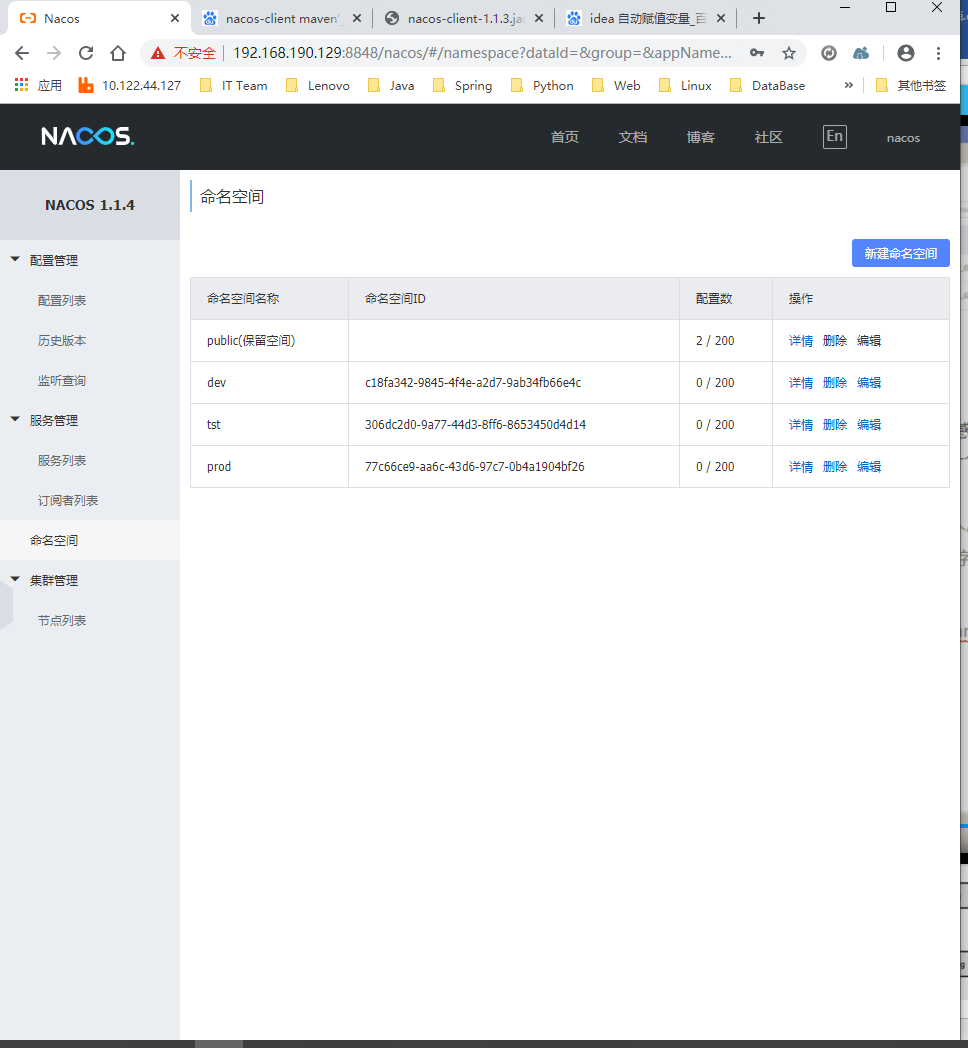 Nacos
nacos-client maven
nacos-client-1.1.3.ja
idea 自动赋值变量_百
不安全
192.168.190.129:8848/nacos/#/namespace?dataId=&group=&appName...
应用
10.122.44.127
IT Team
Lenovo
Java
Spring
Python
Web
Linux
DataBase
»
其他书签
NACOS.
首页
文档
博客
社区
En
nacos
NACOS 1.1.4
配置管理
配置列表
历史版本
监听查询
服务管理
服务列表
订阅者列表
命名空间
集群管理
节点列表
命名空间
新建命名空间
命名空间名称 命名空间ID 配置数 操作
public(保留空间) 2 / 200 详情 删除 编辑
dev c18fa342-9845-4f4e-a2d7-9ab34fb66e4c 0 / 200 详情 删除 编辑
tst 306dc2d0-9a77-44d3-8ff6-8653450d4d14 0 / 200 详情 删除 编辑
prod 77c66ce9-aa6c-43d6-97c7-0b4a1904bf26 0 / 200 详情 删除 编辑